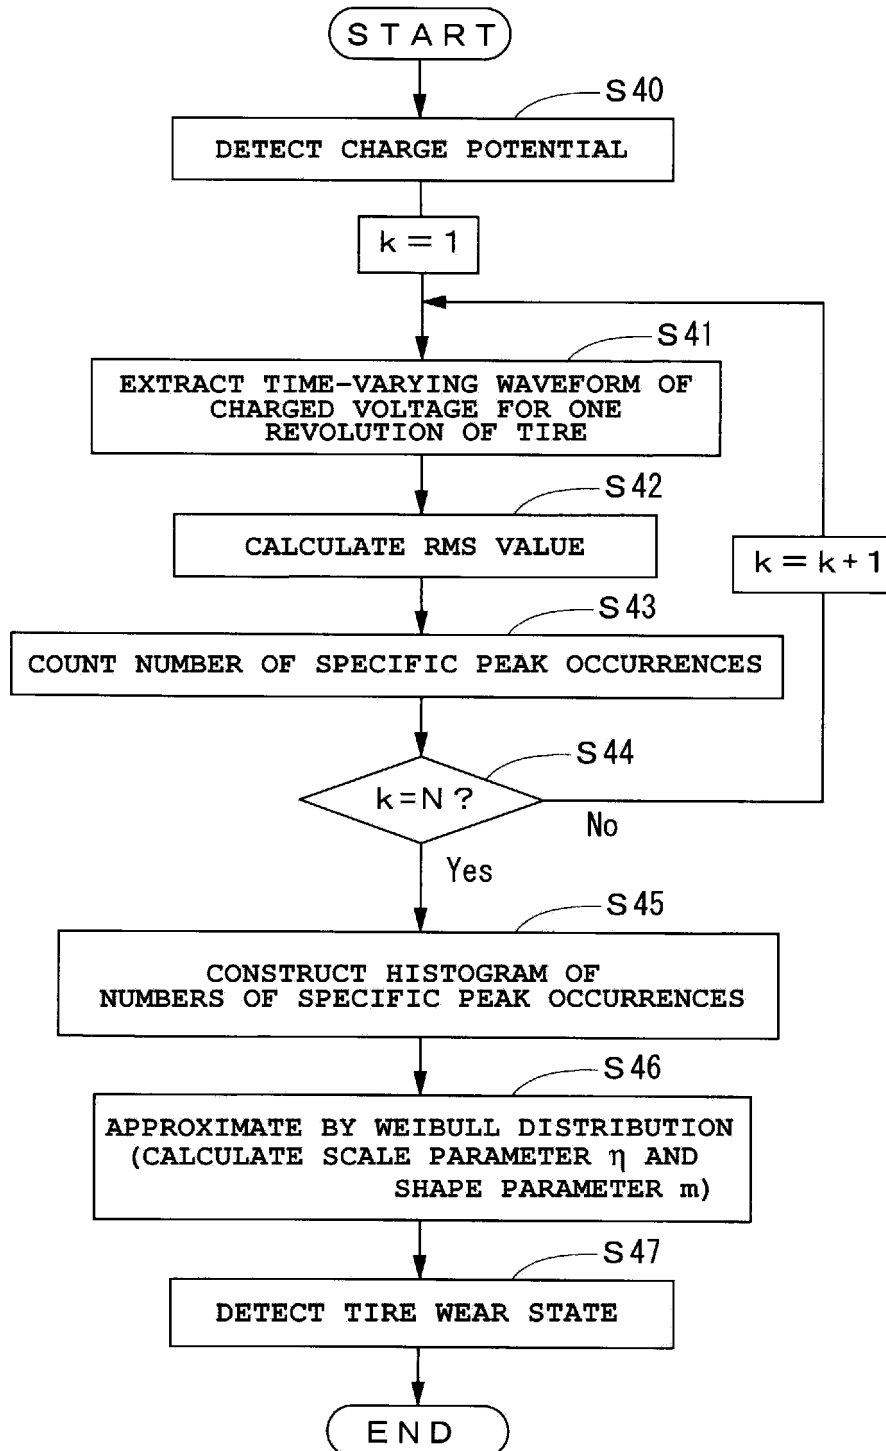 START
S40
DETECT CHARGE POTENTIAL
k = 1
S41
EXTRACT TIME-VARYING WAVEFORM OF
CHARGED VOLTAGE FOR ONE
REVOLUTION OF TIRE
S42
CALCULATE RMS VALUE
k = k + 1
S43
COUNT NUMBER OF SPECIFIC PEAK OCCURRENCES
S44
k=N ?
No
Yes
S45
CONSTRUCT HISTOGRAM OF
NUMBERS OF SPECIFIC PEAK OCCURRENCES
S46
APPROXIMATE BY WEIBULL DISTRIBUTION
(CALCULATE SCALE PARAMETER η AND
SHAPE PARAMETER m)
S47
DETECT TIRE WEAR STATE
END